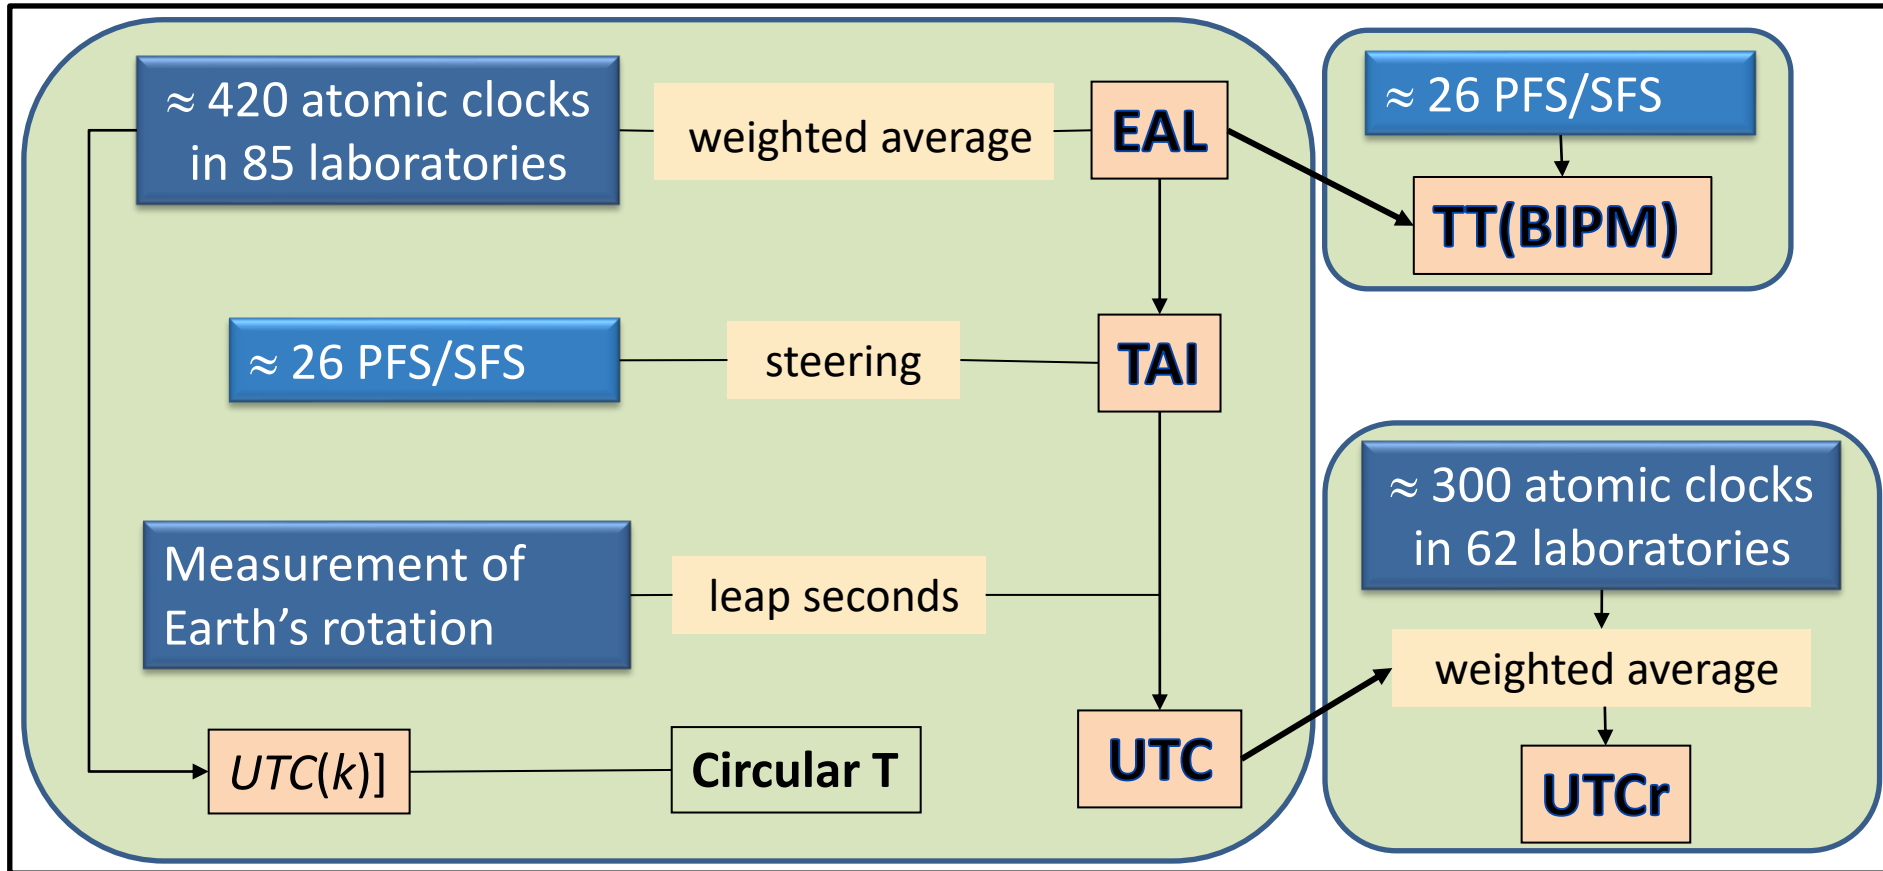 ≈ 420 atomic clocks
in 85 laboratories
weighted average
EAL
≈ 26 PFS/SFS
TT(BIPM)
≈ 26 PFS/SFS
steering
TAI
≈ 300 atomic clocks
in 62 laboratories
Measurement of
Earth’s rotation
leap seconds
weighted average
UTC(k)]
Circular T
UTC
UTCr